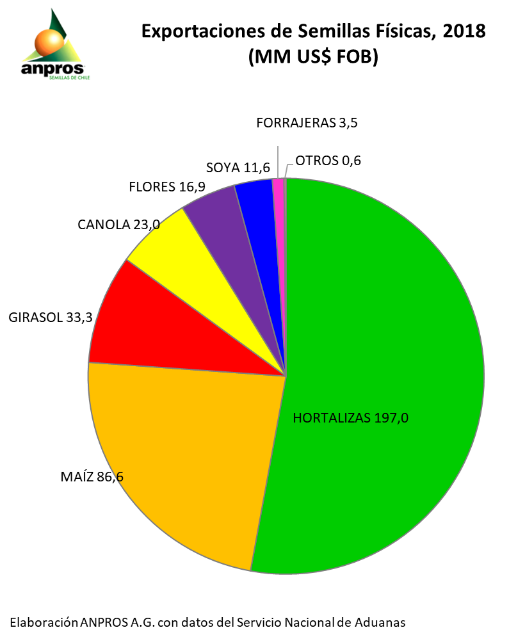 anpros
SEMILLAS DE CHILE
Exportaciones de Semillas Físicas, 2018
(MM US$ FOB)
FORRAJERAS 3,5
OTROS 0,6
SOYA 11,6
FLORES 16,9
CANOLA 23,0
GIRASOL 33,3
HORTALIZAS 197,0
MAÍZ 86,6
Elaboración ANPROS A.G. con datos del Servicio Nacional de Aduanas